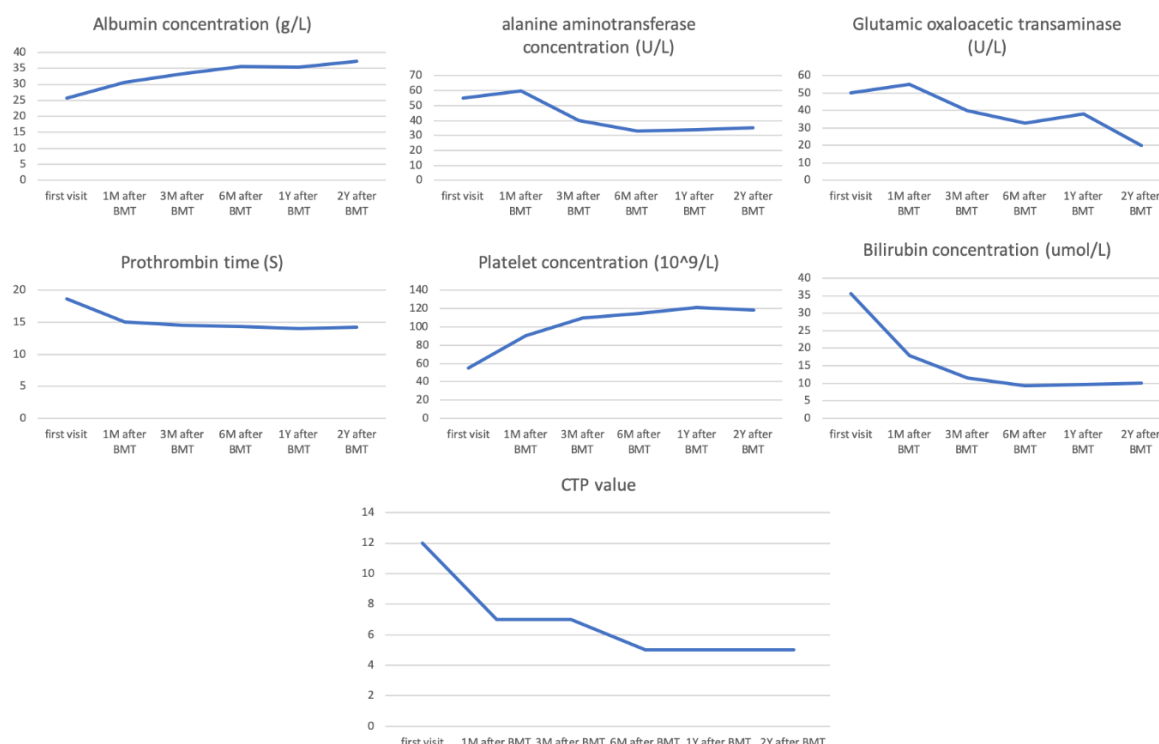 Albumin concentration (g/L)
40
35
30
25
20
15
10
5
0
first visit 1M after 3M after 6M after 1Y after 2Y after
BMT BMT BMT BMT BMT
alanine aminotransferase
concentration (U/L)
70
60
50
40
30
20
10
0
first visit 1M after 3M after 6M after 1Y after 2Y after
BMT BMT BMT BMT BMT
Glutamic oxaloacetic transaminase
(U/L)
60
50
40
30
20
10
0
first visit 1M after 3M after 6M after 1Y after 2Y after
BMT BMT BMT BMT BMT
Prothrombin time (S)
20
15
10
5
0
first visit 1M after 3M after 6M after 1Y after 2Y after
BMT BMT BMT BMT BMT
Platelet concentration (10^9/L)
140
120
100
80
60
40
20
0
first visit 1M after 3M after 6M after 1Y after 2Y after
BMT BMT BMT BMT BMT
Bilirubin concentration (umol/L)
40
35
30
25
20
15
10
5
0
first visit 1M after 3M after 6M after 1Y after 2Y after
BMT BMT BMT BMT BMT
CTP value
14
12
10
8
6
4
2
0
first visit 1M after BMT 3M after BMT 6M after BMT 1Y after BMT 2Y after BMT